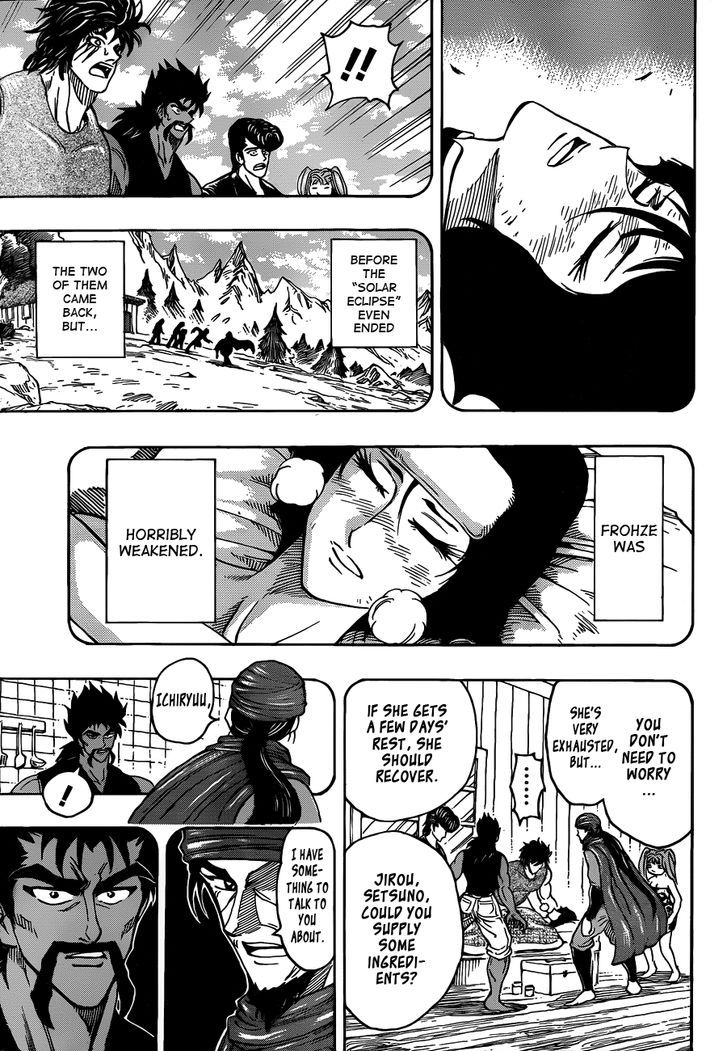 !!
BEFORE
THE
"SOLAR
ECLIPSE"
EVEN
ENDED
THE TWO
OF THEM
CAME
BACK,
BUT...
FROHZE
WAS
HORRIBLY
WEAKENED.
YOU
DON'T
NEED TO
WORRY
...
SHE'S
VERY
EXHAUSTED,
BUT...
......
IF SHE GETS
A FEW DAYS'
REST, SHE
SHOULD
RECOVER.
JIROU,
SETSUNO,
COULD YOU
SUPPLY
SOME
INGREDI-
ENTS?
ICHIRYUU,
!
I HAVE
SOME-
THING TO
TALK TO
YOU
ABOUT.